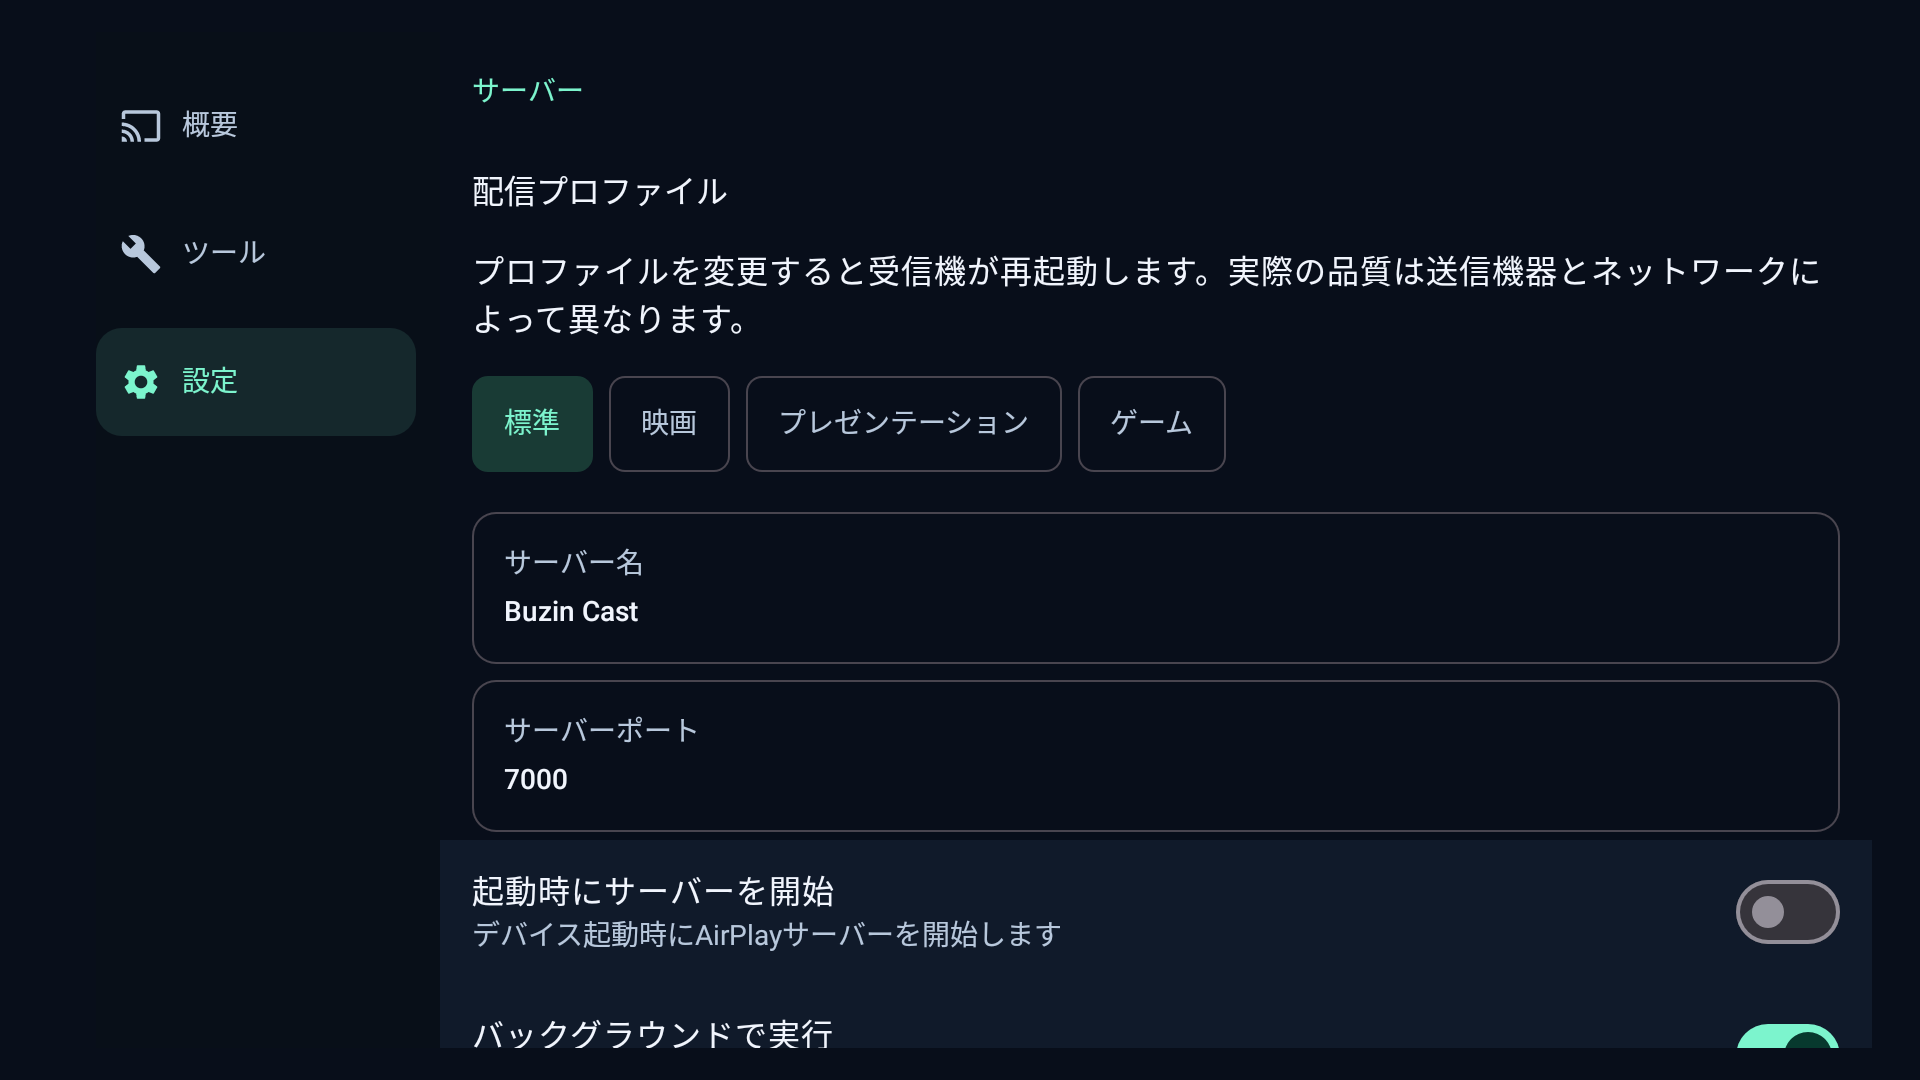 概要
ツール
設定
サーバー
配信プロファイル
プロファイルを変更すると受信機が再起動します。実際の品質は送信機器とネットワークに
よって異なります。
標準
映画
プレゼンテーション
ゲーム
サーバー名
Buzin Cast
サーバーポート
7000
起動時にサーバーを開始
デバイス起動時にAirPlayサーバーを開始します
バックグラウンドで実行